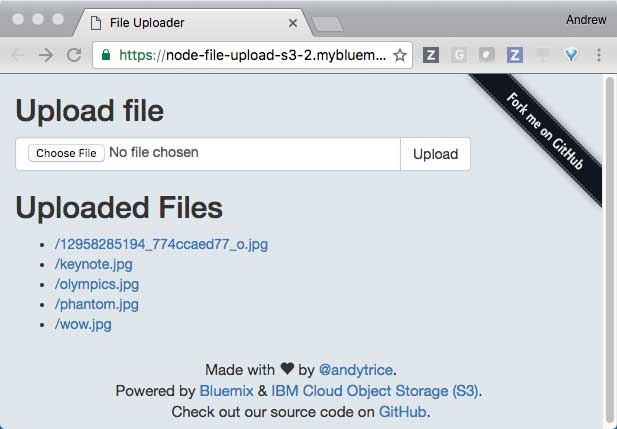 File Uploader
Andrew
https://node-file-upload-s3-2.mybluem...
Fork me on GitHub
Upload file
Choose File No file chosen Upload
Uploaded Files
/12958285194_774ccaed77_o.jpg
/keynote.jpg
/olympics.jpg
/phantom.jpg
/wow.jpg
Made with ♥ by @andytrice.
Powered by Bluemix & IBM Cloud Object Storage (S3).
Check out our source code on GitHub.